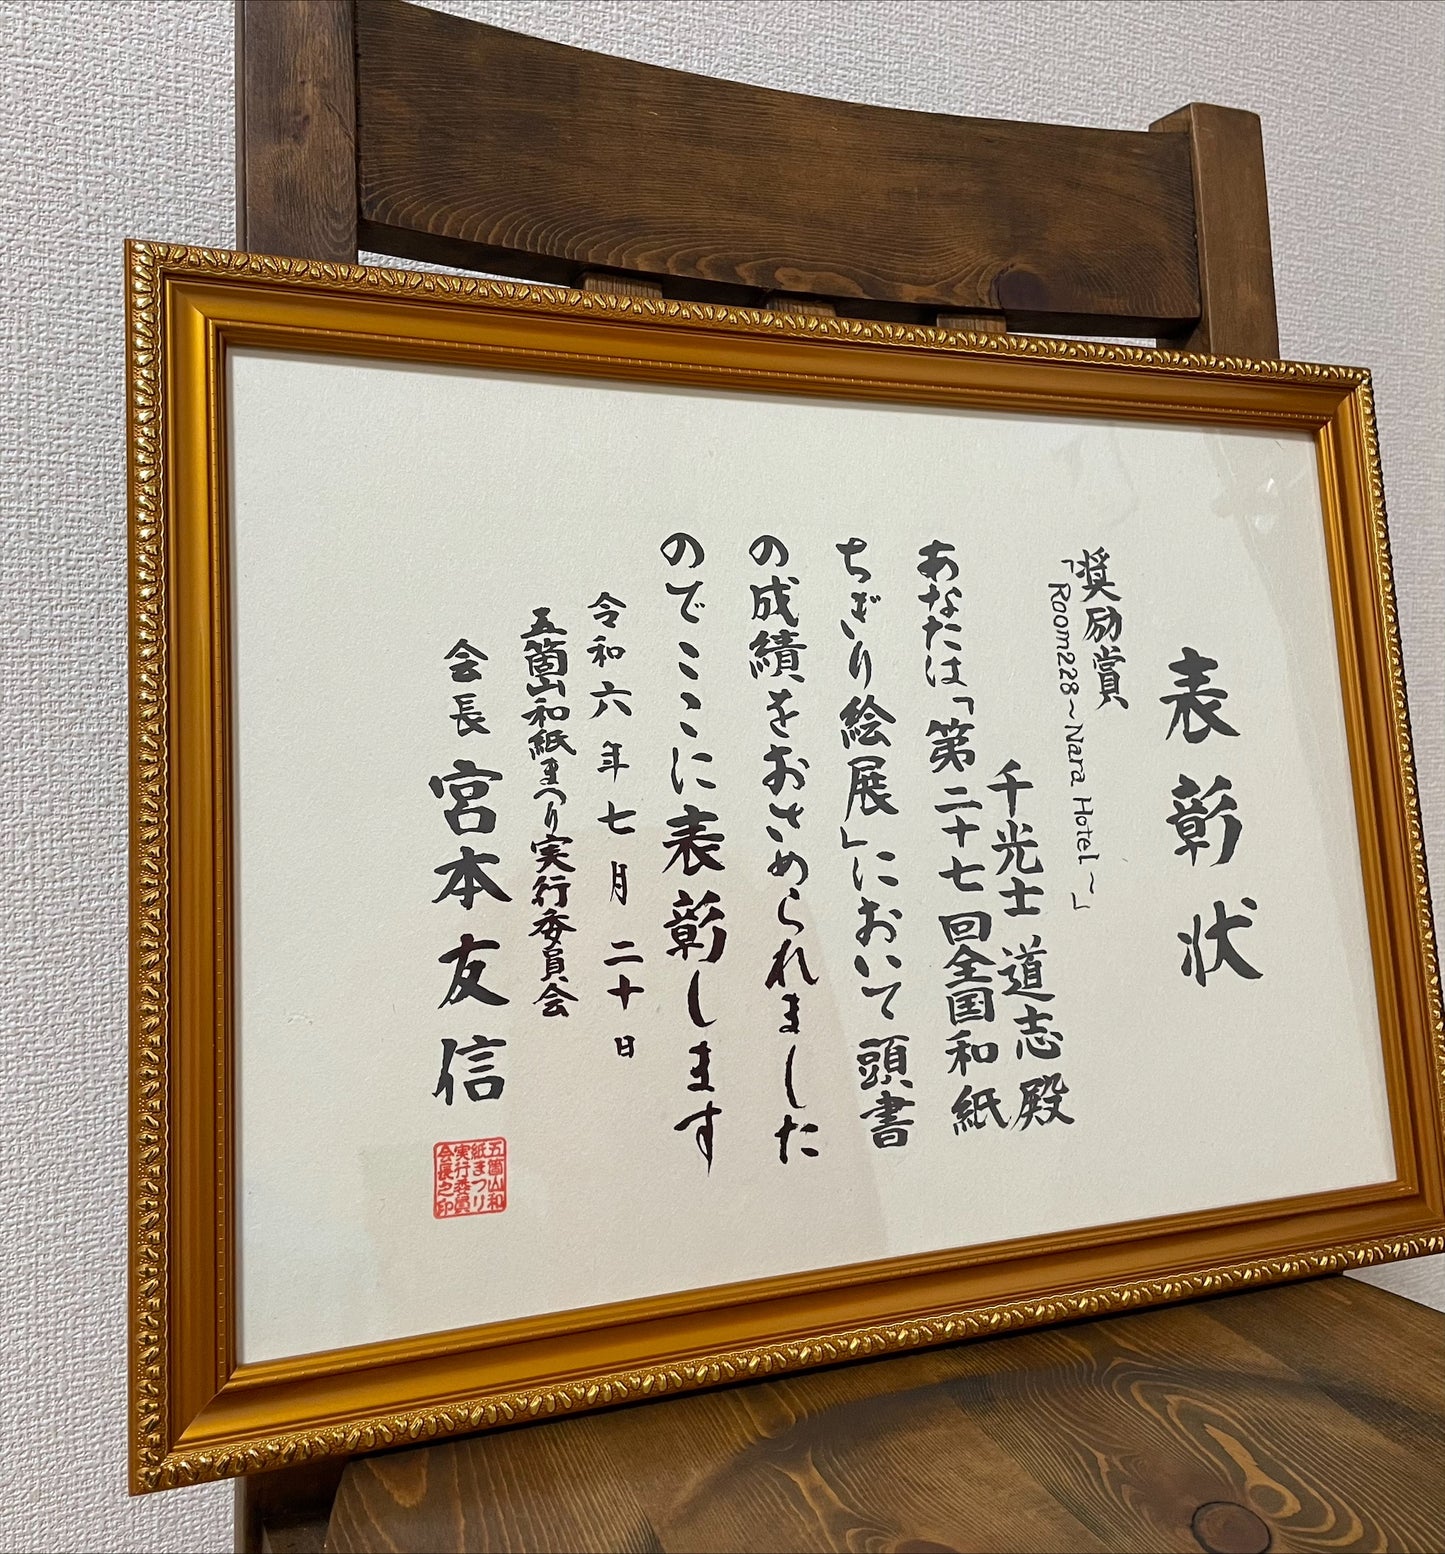 表彰状
奨励賞
「Room228~Nara Hotel~」
千光士 道志 殿
あなたは「第二十七回全国和紙
ちぎり絵展」において頭書
の成績をおさめられました
のでここに表彰します
令和六年七月二十日
五箇山和紙まつり実行委員会
会長 宮本友信
五箇山和
紙まつり
実行委員
会長之印